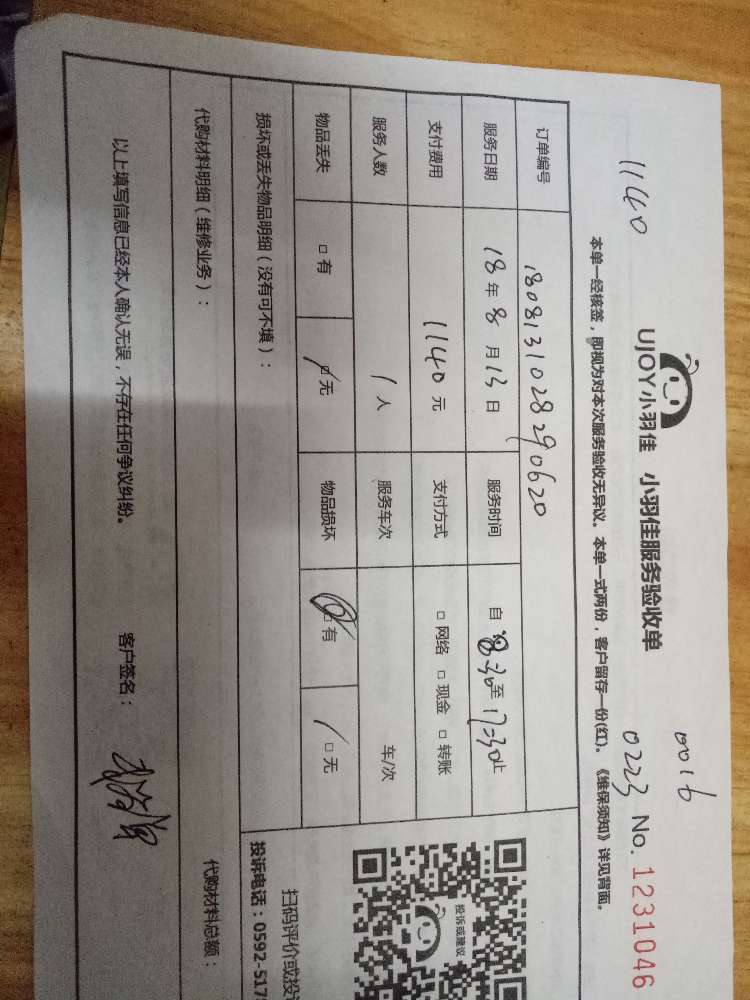 1140
0016
0223
UJOY小羽佳 小羽佳服务验收单 No. 1231046
本单一经核签，即视为对本次服务验收无异议。本单一式两份，客户留存一份(红)。《维保须知》详见背面。
订单编号 1808131028290620
服务日期 18年8月13日 服务时间 自 8:30至 17:30止
支付费用 1140元 支付方式 □网络 □现金 □转账
服务人数 1人 服务车次 车/次
物品丢失 □有 □无 物品损坏 □有 □无
损坏或丢失物品明细（没有可不填）：
代购材料明细（维修业务）： 代购材料总额：
以上填写信息已经本人确认无误，不存在任何争议纠纷。 客户签名：
投诉或建议
扫码评价或投
投诉电话：0592-517